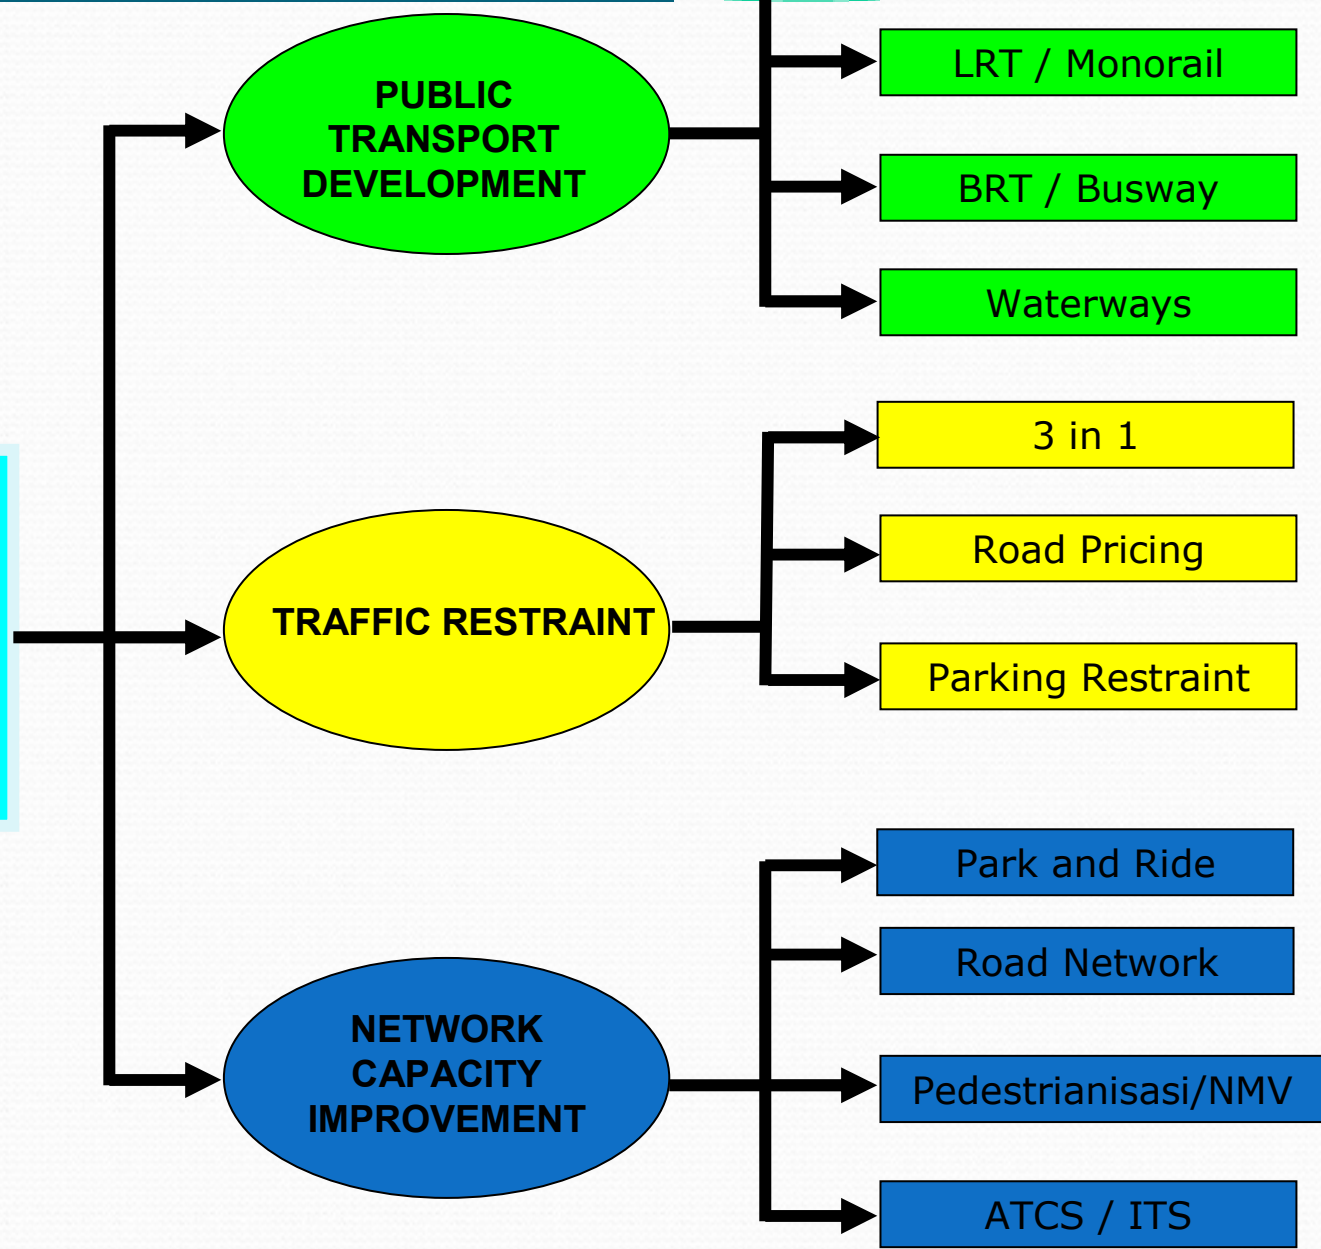 PUBLIC
TRANSPORT
DEVELOPMENT
LRT / Monorail
BRT / Busway
Waterways
TRAFFIC RESTRAINT
3 in 1
Road Pricing
Parking Restraint
NETWORK
CAPACITY
IMPROVEMENT
Park and Ride
Road Network
Pedestrianisasi/NMV
ATCS / ITS